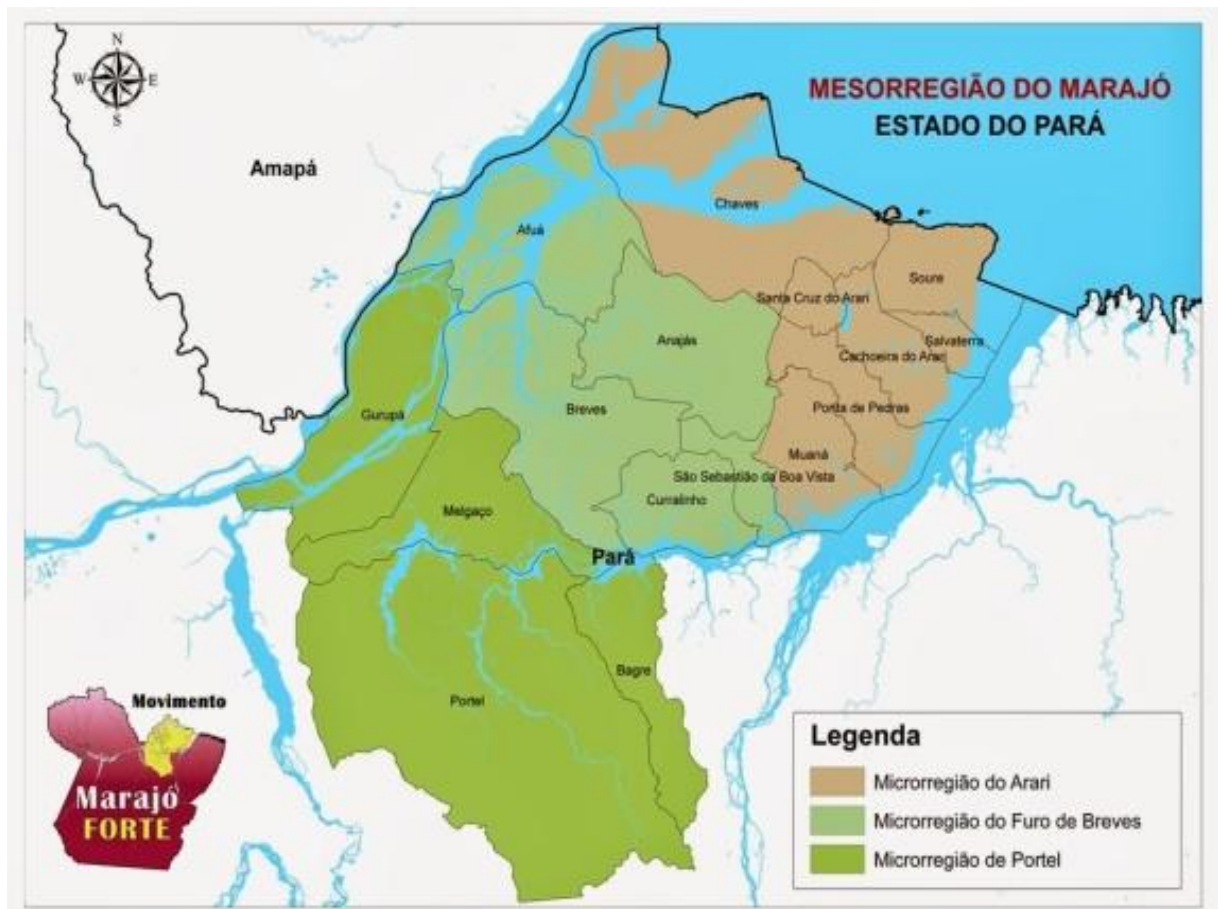 N
W
E
S
MESORREGIÃO DO MARAJÓ
ESTADO DO PARÁ
Amapá
Chaves
Afuá
Soure
Santa Cruz do Arari
Anajás
Salvaterra
Cachoeira do Arari
Gurupá
Breves
Ponta de Pedras
Muaná
São Sebastião da Boa Vista
Curralinho
Melgaço
Pará
Bagre
Portel
Movimento
Marajó
FORTE
Legenda
Microrregião do Arari
Microrregião do Furo de Breves
Microrregião de Portel